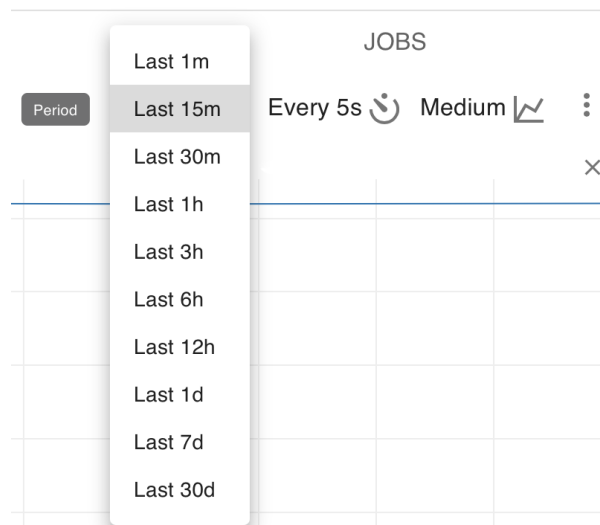 JOBS
Period
Last 1m
Last 15m
Last 30m
Last 1h
Last 3h
Last 6h
Last 12h
Last 1d
Last 7d
Last 30d
Every 5s
Medium